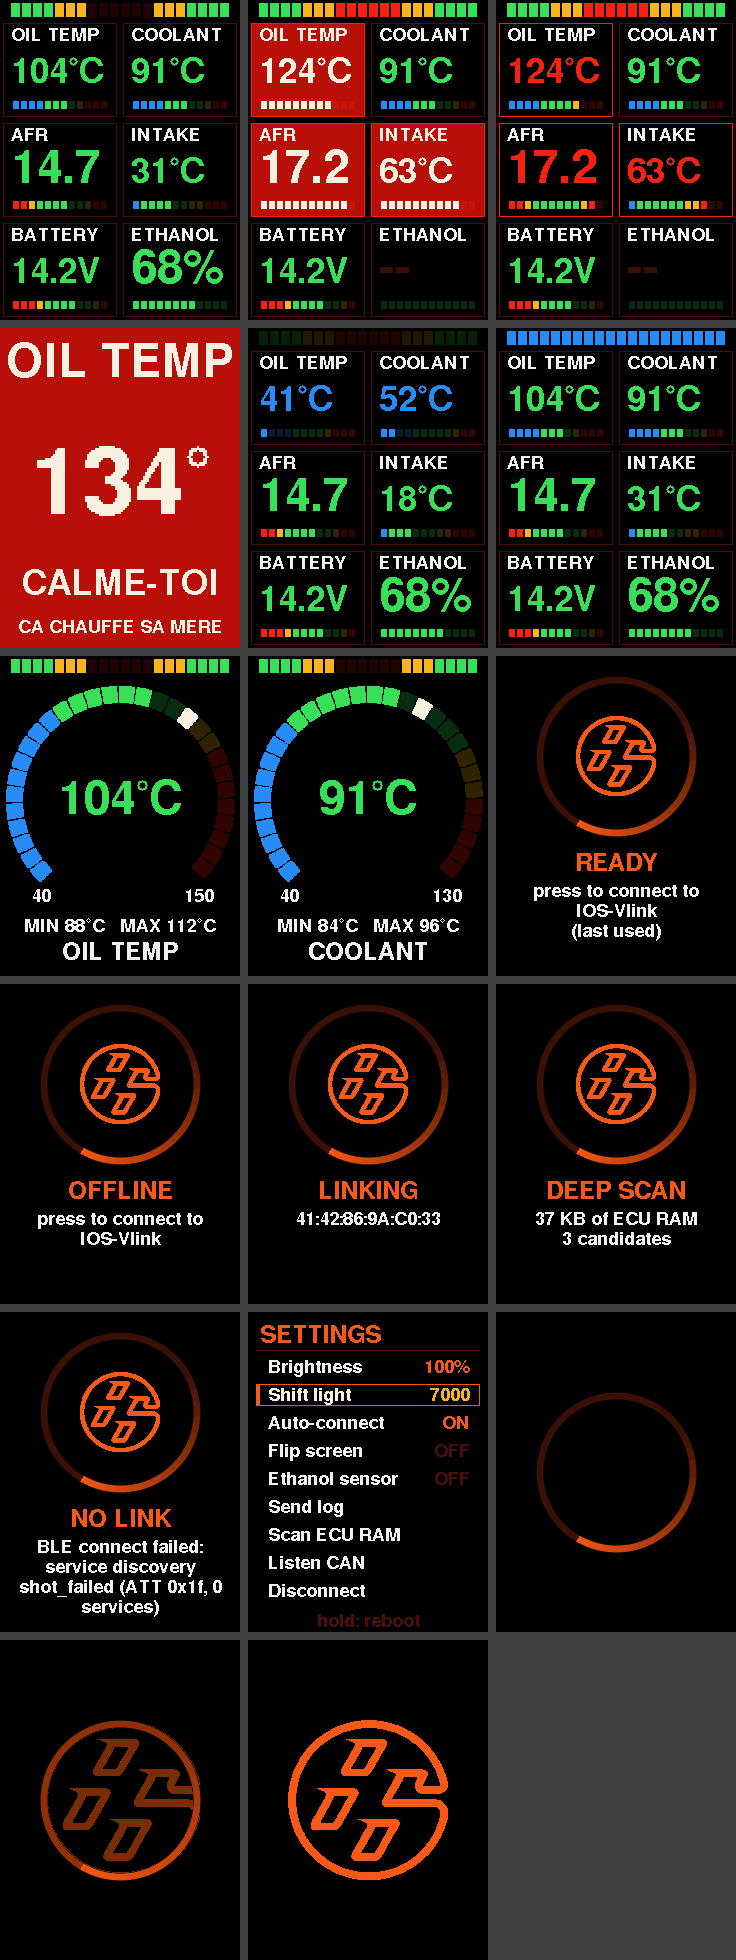 OIL TEMP COOLANT
104°C 91°C
AFR INTAKE
14.7 31°C
BATTERY ETHANOL
14.2V 68%
OIL TEMP COOLANT
124°C 91°C
AFR INTAKE
17.2 63°C
BATTERY ETHANOL
14.2V --
OIL TEMP COOLANT
124°C 91°C
AFR INTAKE
17.2 63°C
BATTERY ETHANOL
14.2V --
OIL TEMP
134°
CALME-TOI
CA CHAUFFE SA MERE
OIL TEMP COOLANT
41°C 52°C
AFR INTAKE
14.7 18°C
BATTERY ETHANOL
14.2V 68%
OIL TEMP COOLANT
104°C 91°C
AFR INTAKE
14.7 31°C
BATTERY ETHANOL
14.2V 68%
104°C
40 150
MIN 88°C MAX 112°C
OIL TEMP
91°C
40 130
MIN 84°C MAX 96°C
COOLANT
READY
press to connect to
IOS-Vlink
(last used)
OFFLINE
press to connect to
IOS-Vlink
LINKING
41:42:86:9A:C0:33
DEEP SCAN
37 KB of ECU RAM
3 candidates
NO LINK
BLE connect failed:
service discovery
shot_failed (ATT 0x1f, 0
services)
SETTINGS
Brightness 100%
Shift light 7000
Auto-connect ON
Flip screen OFF
Ethanol sensor OFF
Send log
Scan ECU RAM
Listen CAN
Disconnect
hold: reboot